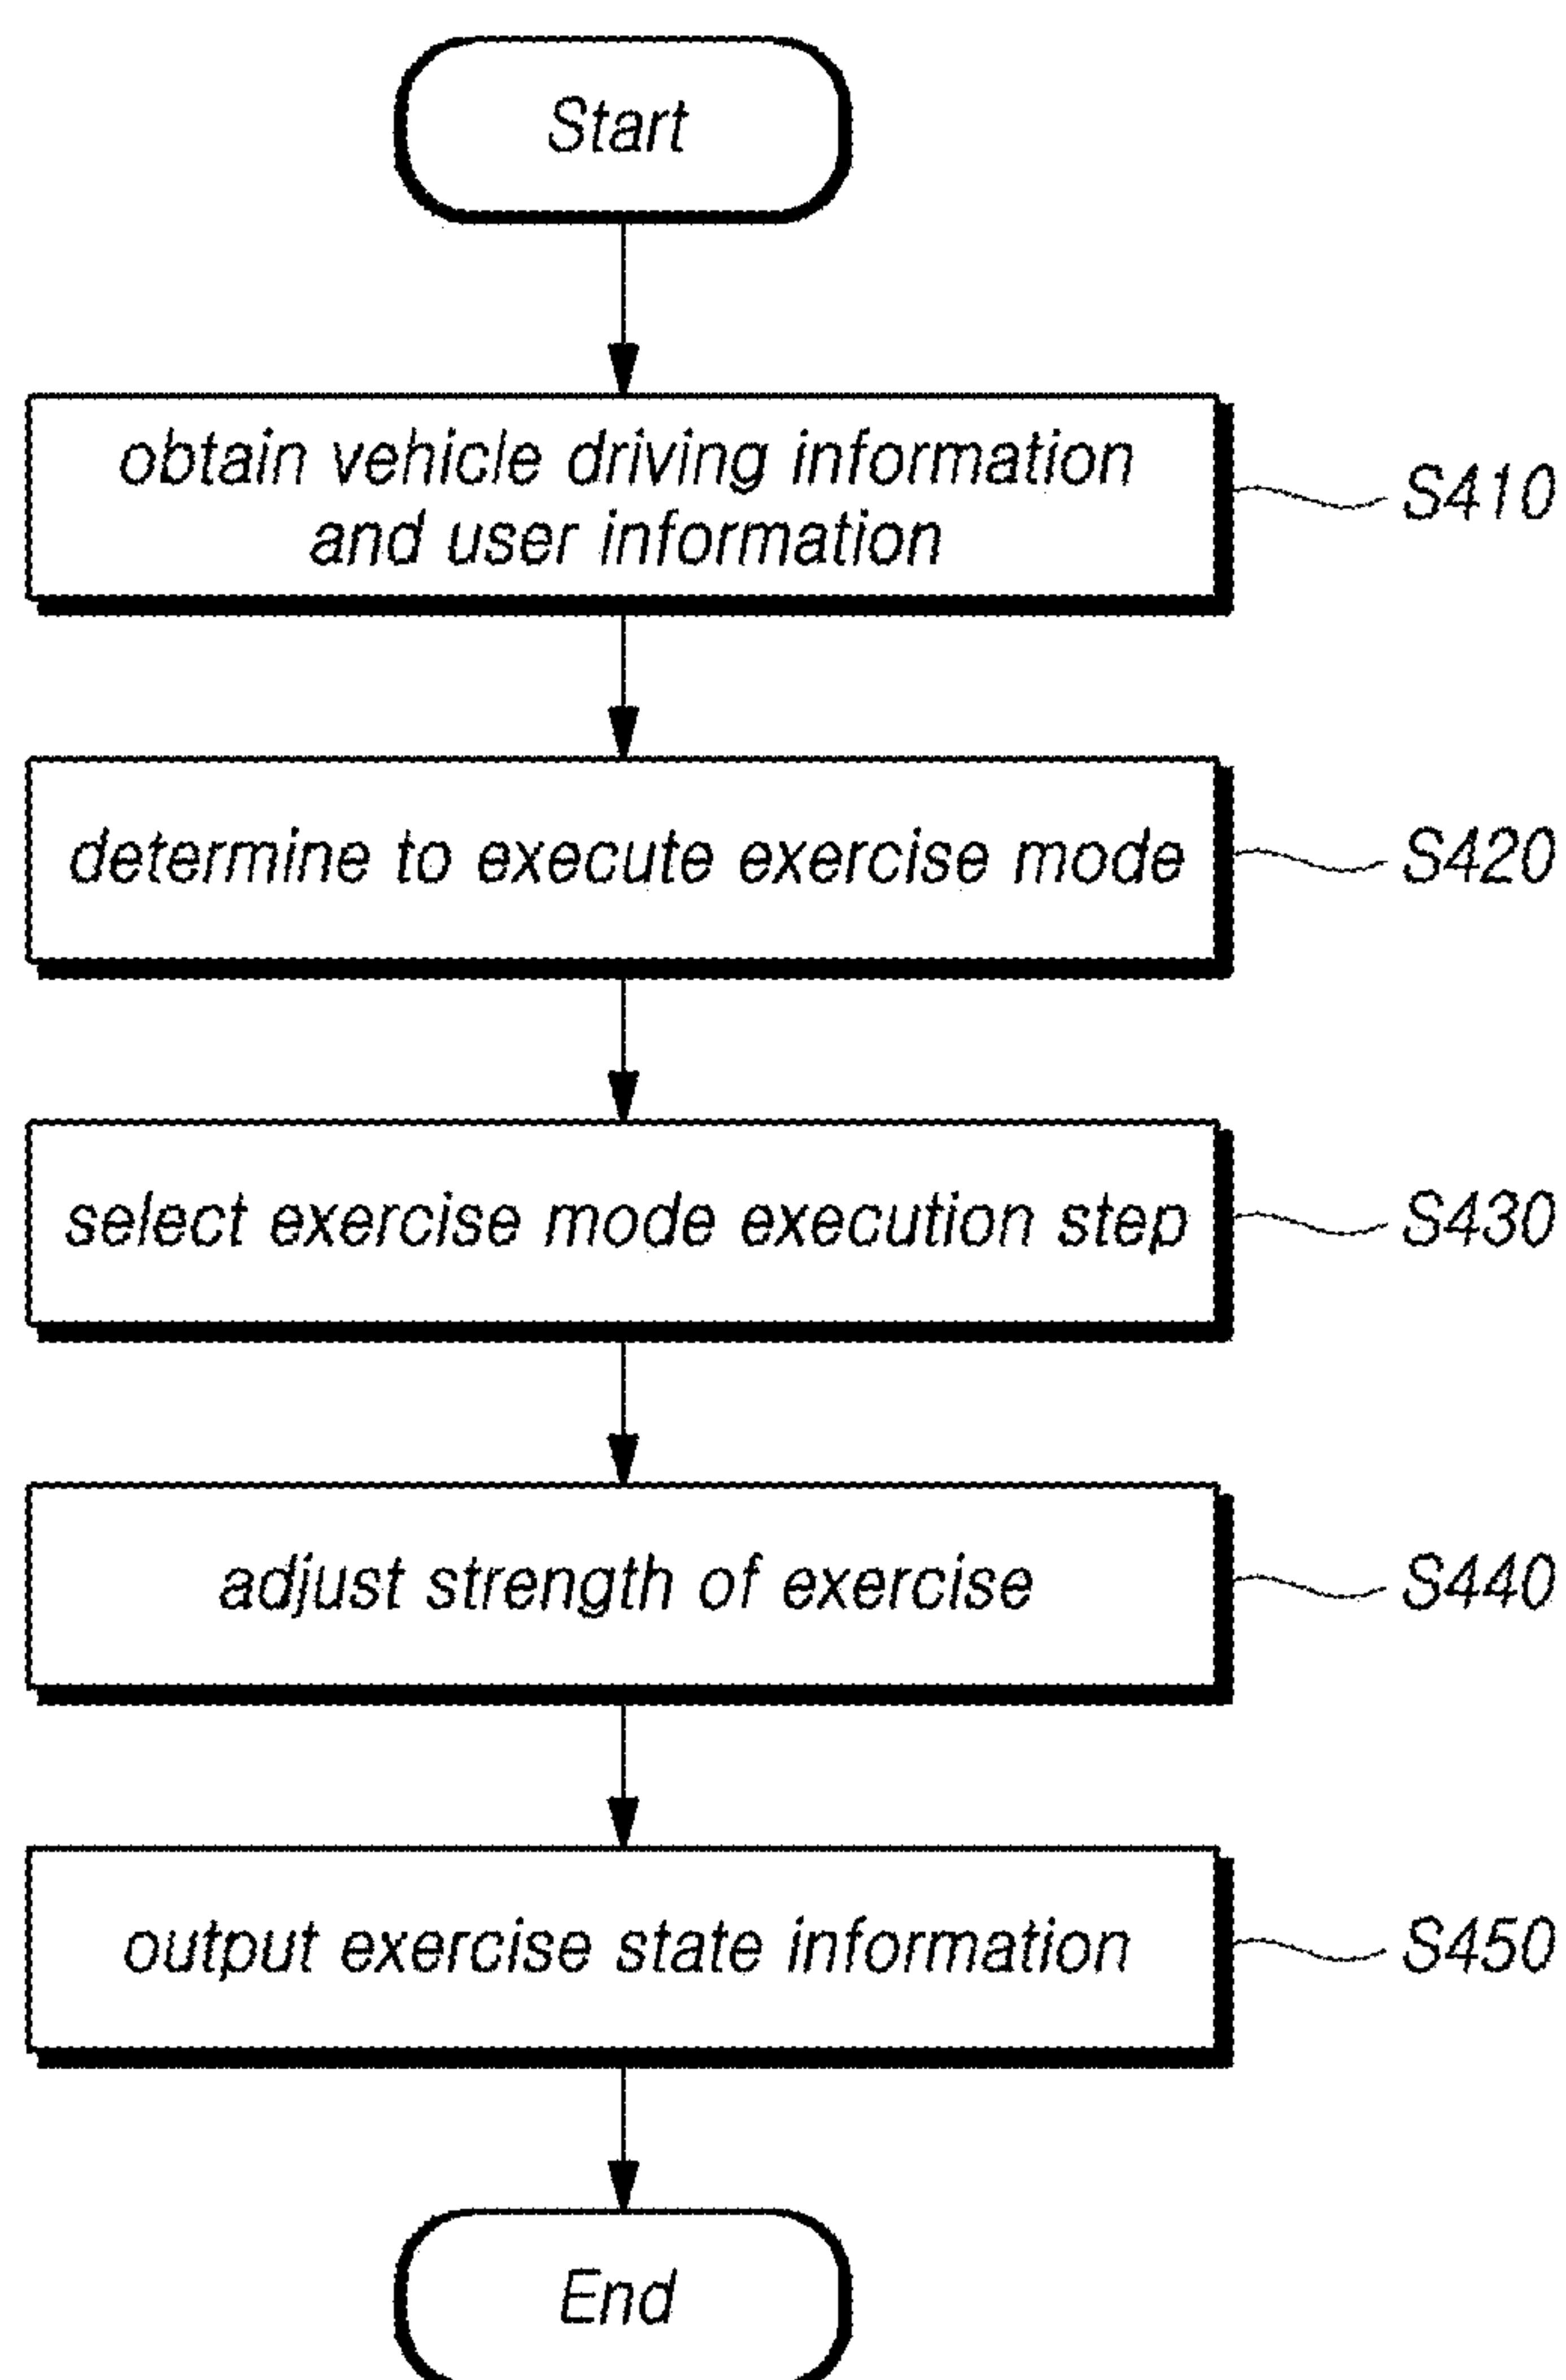 Start
obtain vehicle driving information
and user information
S410
determine to execute exercise mode
S420
select exercise mode execution step
S430
adjust strength of exercise
S440
output exercise state information
S450
End